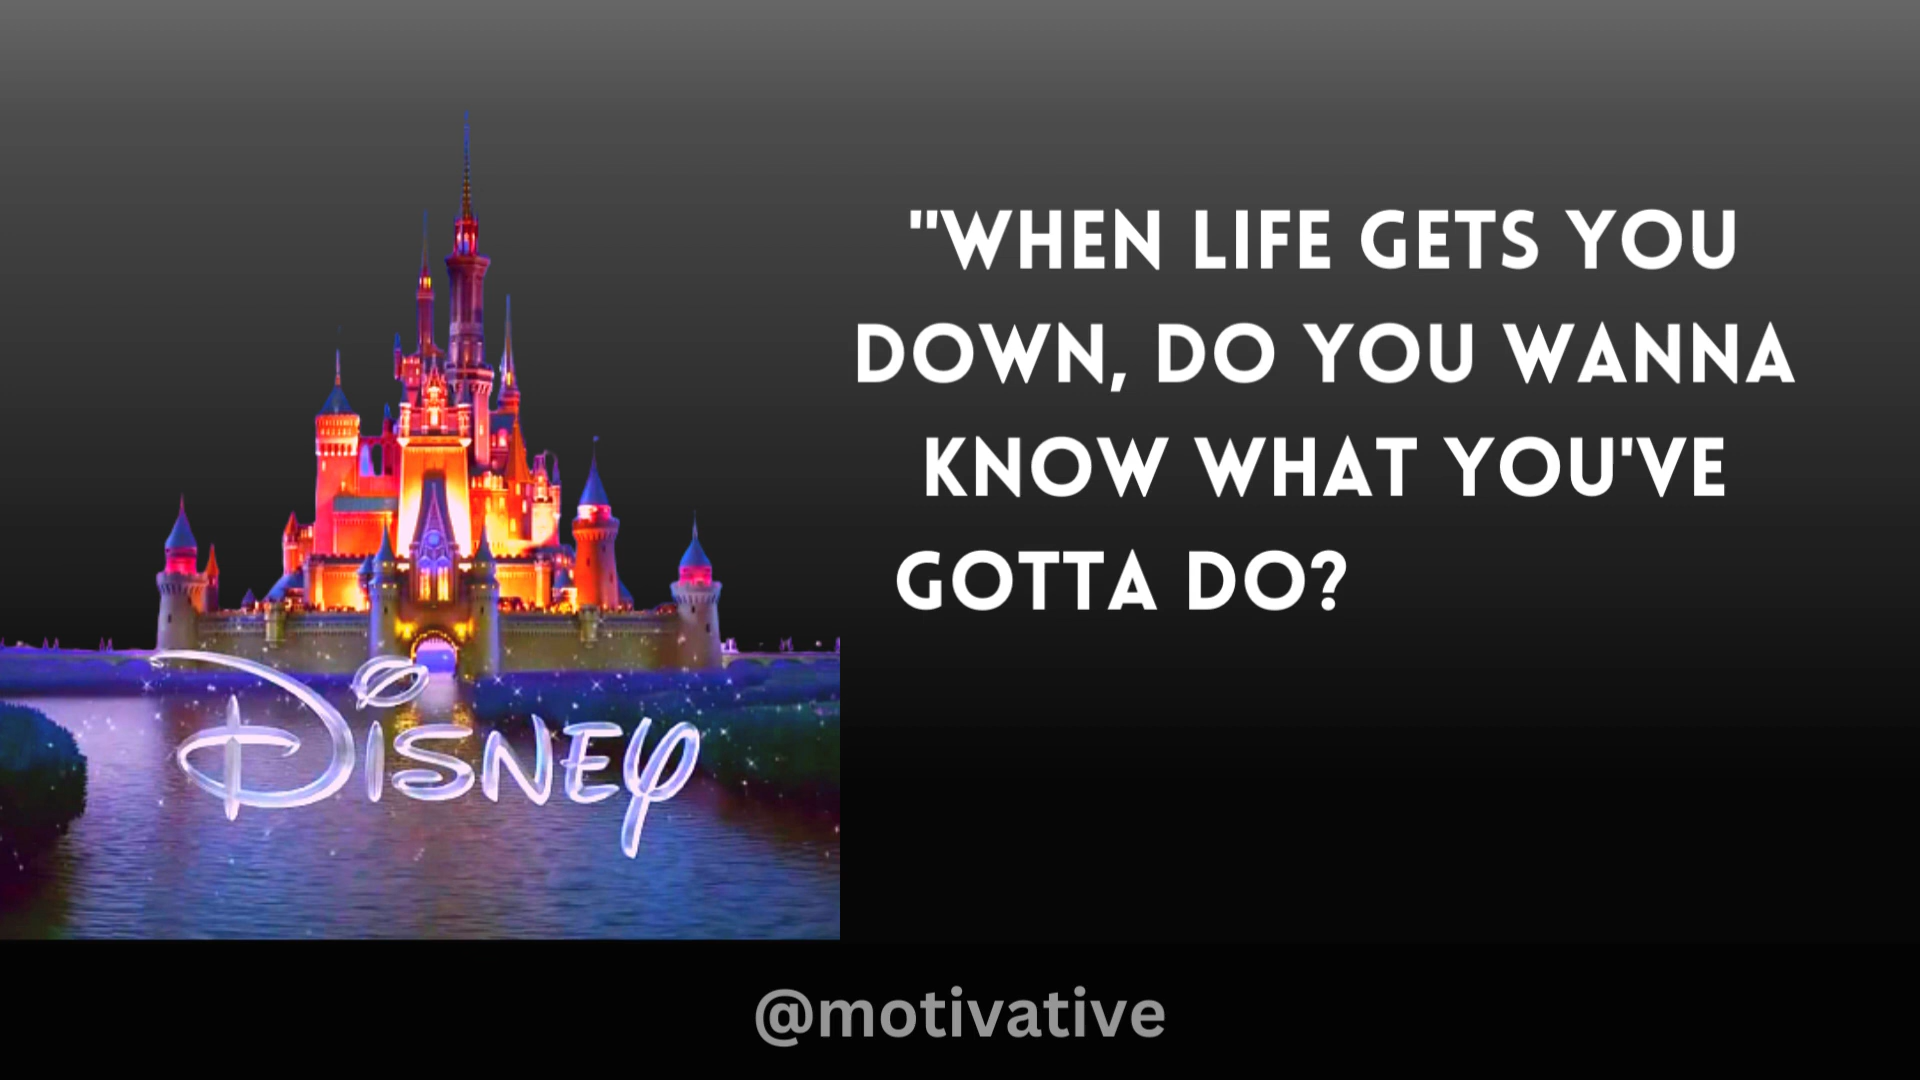 "WHEN LIFE GETS YOU
DOWN, DO YOU WANNA
KNOW WHAT YOU'VE
GOTTA DO?
Disney
@motivative